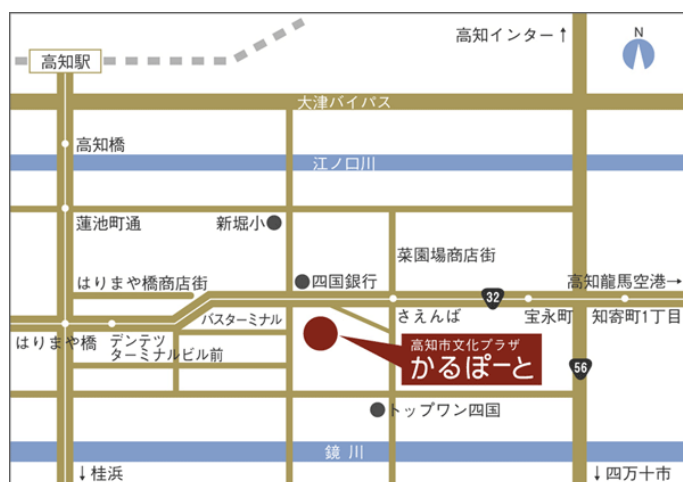 高知インター↑
N
高知駅
大津バイパス
高知橋
江ノ口川
蓮池町通
新堀小
菜園場商店街
はりまや橋商店街
四国銀行
高知龍馬空港→
32
バスターミナル
さえんば
宝永町
知寄町1丁目
はりまや橋
デンテツ
ターミナルビル前
高知市文化プラザ
かるぽーと
56
トップワン四国
鏡川
↓桂浜
↓四万十市